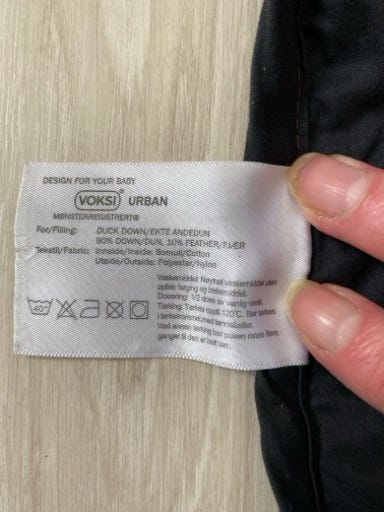 DESIGN FOR YOUR BABY
VOKSI® URBAN
MØNSTERREGISTRERT®
For/Filling: DUCK DOWN/EKTE ANDEDUN
90% DOWN/DUN, 10% FEATHER/FJÆR
Tekstil/Fabric: Innside/Inside: Bomull/Cotton
Utside/Outside: Polyester/Nylon
Vaskemiddel: Nøytralt vaskemiddel uten
optisk farging og blekemiddel.
Dosering: 1/2 dose av vanlig vask.
Tørking: Tørkes opptil 120°C. Bør tørkes
i tørketrommel, med tennisballer.
Ved annen tørking bør posen ristes flere
ganger til den er helt tørr.
40°